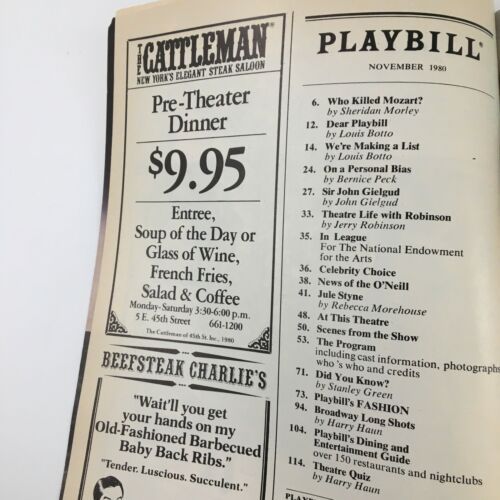 THE CATTLEMAN®
NEW YORK'S ELEGANT STEAK SALOON
Pre-Theater
Dinner
$9.95
Entree,
Soup of the Day or
Glass of Wine,
French Fries,
Salad & Coffee
Monday-Saturday 3:30-6:00 p.m.
5 E. 45th Street 661-1200
The Cattleman of 45th St. Inc., 1980
BEEFSTEAK CHARLIE'S
"Wait'll you get
your hands on my
Old-Fashioned Barbecued
Baby Back Ribs."
"Tender. Luscious. Succulent."
PLAYBILL®
NOVEMBER 1980
6. Who Killed Mozart?
by Sheridan Morley
12. Dear Playbill
by Louis Botto
14. We're Making a List
by Louis Botto
24. On a Personal Bias
by Bernice Peck
27. Sir John Gielgud
by John Gielgud
33. Theatre Life with Robinson
by Jerry Robinson
35. In League
For The National Endowment
for the Arts
36. Celebrity Choice
38. News of the O'Neill
41. Jule Styne
by Rebecca Morehouse
48. At This Theatre
50. Scenes from the Show
53. The Program
including cast information, photographs
who's who and credits
71. Did You Know?
by Stanley Green
73. Playbill's FASHION
94. Broadway Long Shots
by Harry Haun
104. Playbill's Dining and
Entertainment Guide
over 150 restaurants and nightclubs
114. Theatre Quiz
by Harry Haun